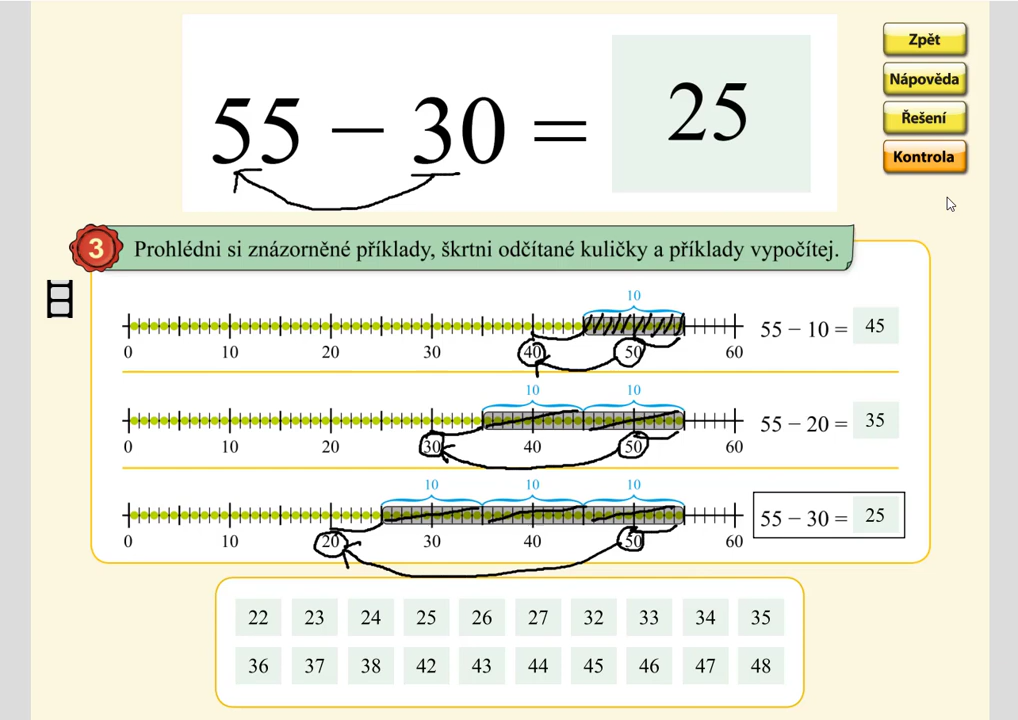 55 − 30 = 25
Zpět
Nápověda
Řešení
Kontrola
3 Prohlédni si znázorněné příklady, škrtni odčítané kuličky a příklady vypočítej.
10
0 10 20 30 40 50 60
55 − 10 = 45
10 10
0 10 20 30 40 50 60
55 − 20 = 35
10 10 10
0 10 20 30 40 50 60
55 − 30 = 25
22 23 24 25 26 27 32 33 34 35
36 37 38 42 43 44 45 46 47 48